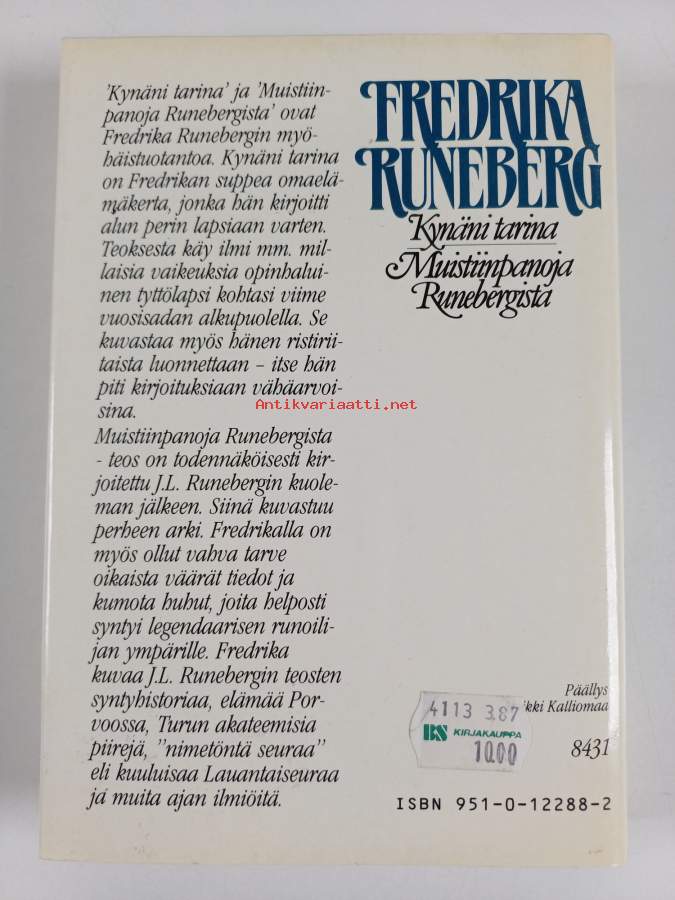 'Kynäni tarina' ja 'Muistiin-
panoja Runebergista' ovat
Fredrika Runebergin myö-
häistuotantoa. Kynäni tarina
on Fredrikan suppea omaelä-
mäkerta, jonka hän kirjoitti
alun perin lapsiaan varten.
Teoksesta käy ilmi mm. mil-
laisia vaikeuksia opinhalui-
nen tyttölapsi kohtasi viime
vuosisadan alkupuolella. Se
kuvastaa myös hänen ristirii-
taista luonnettaan – itse hän
piti kirjoituksiaan vähäarvoi-
sina.
Muistiinpanoja Runebergista
- teos on todennäköisesti kir-
joitettu J.L. Runebergin kuole-
man jälkeen. Siinä kuvastuu
perheen arki. Fredrikalla on
myös ollut vahva tarve
oikaista väärät tiedot ja
kumota huhut, joita helposti
syntyi legendaarisen runoili-
jan ympärille. Fredrika
kuvaa J.L. Runebergin teosten
syntyhistoriaa, elämää Por-
voossa, Turun akateemisia
piirejä, ”nimetöntä seuraa”
eli kuuluisaa Lauantaiseuraa
ja muita ajan ilmiöitä.
FREDRIKA
RUNEBERG
Kynäni tarina
Muistiinpanoja
Runebergista
Antikvariaatti.net
Päällys
kki Kalliomaa
4113 3.87
KS KIRJAKAUPPA
10.00
8431
ISBN 951-0-12288-2